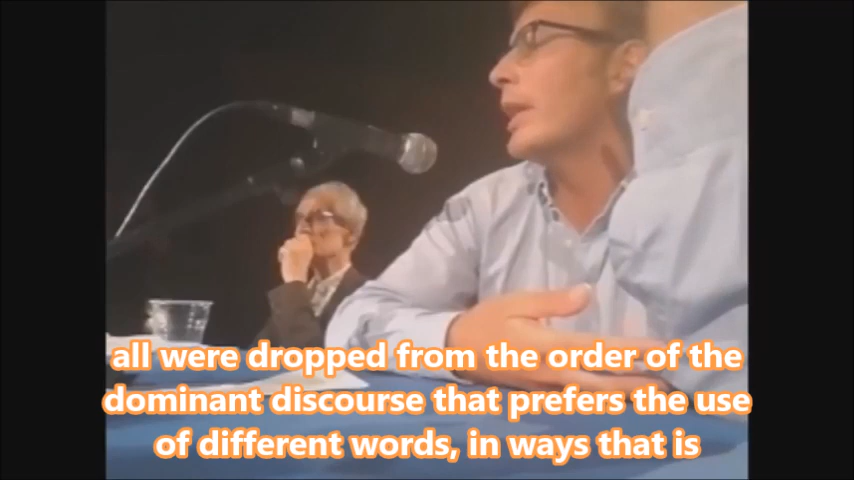 all were dropped from the order of the
dominant discourse that prefers the use
of different words, in ways that is